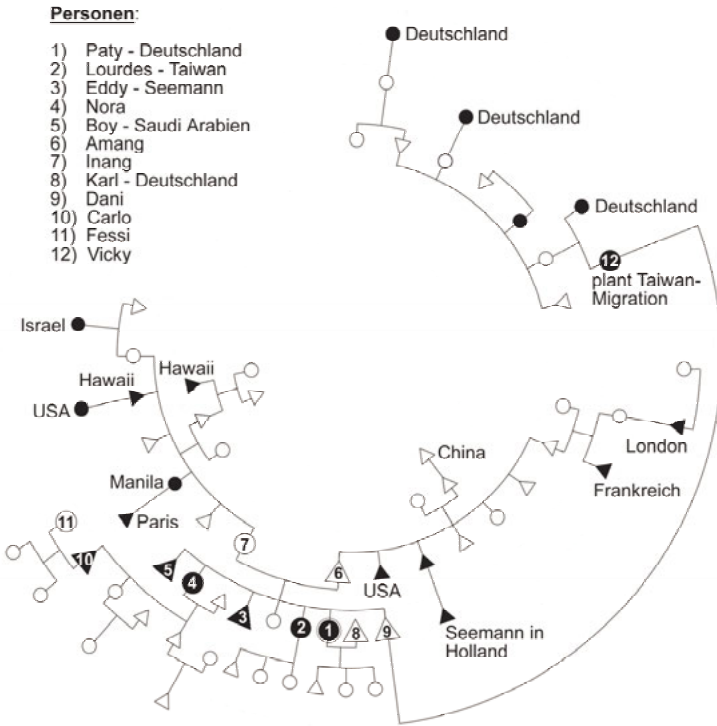 Personen:
1) Paty - Deutschland
2) Lourdes - Taiwan
3) Eddy - Seemann
4) Nora
5) Boy - Saudi Arabien
6) Amang
7) Inang
8) Karl - Deutschland
9) Dani
10) Carlo
11) Fessi
12) Vicky
Deutschland
Deutschland
Deutschland
12
plant Taiwan-
Migration
Israel
Hawaii
Hawaii
USA
Manila
Paris
China
London
Frankreich
USA
Seemann in
Holland
11
10
7
6
5
4
3
2
1
8
9